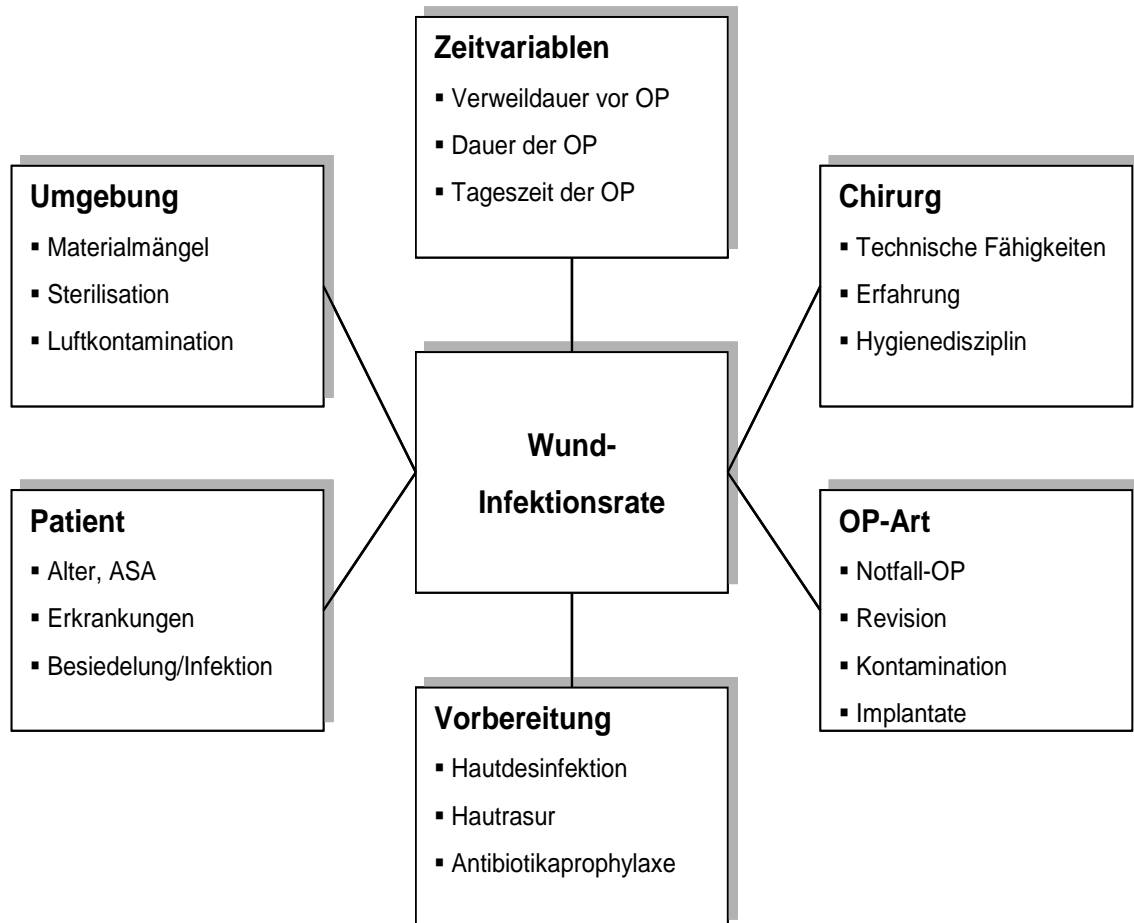 Zeitvariablen
▪ Verweildauer vor OP
▪ Dauer der OP
▪ Tageszeit der OP
Umgebung
▪ Materialmängel
▪ Sterilisation
▪ Luftkontamination
Chirurg
▪ Technische Fähigkeiten
▪ Erfahrung
▪ Hygienedisziplin
Wund-
Infektionsrate
Patient
▪ Alter, ASA
▪ Erkrankungen
▪ Besiedelung/Infektion
OP-Art
▪ Notfall-OP
▪ Revision
▪ Kontamination
▪ Implantate
Vorbereitung
▪ Hautdesinfektion
▪ Hautrasur
▪ Antibiotikaprophylaxe